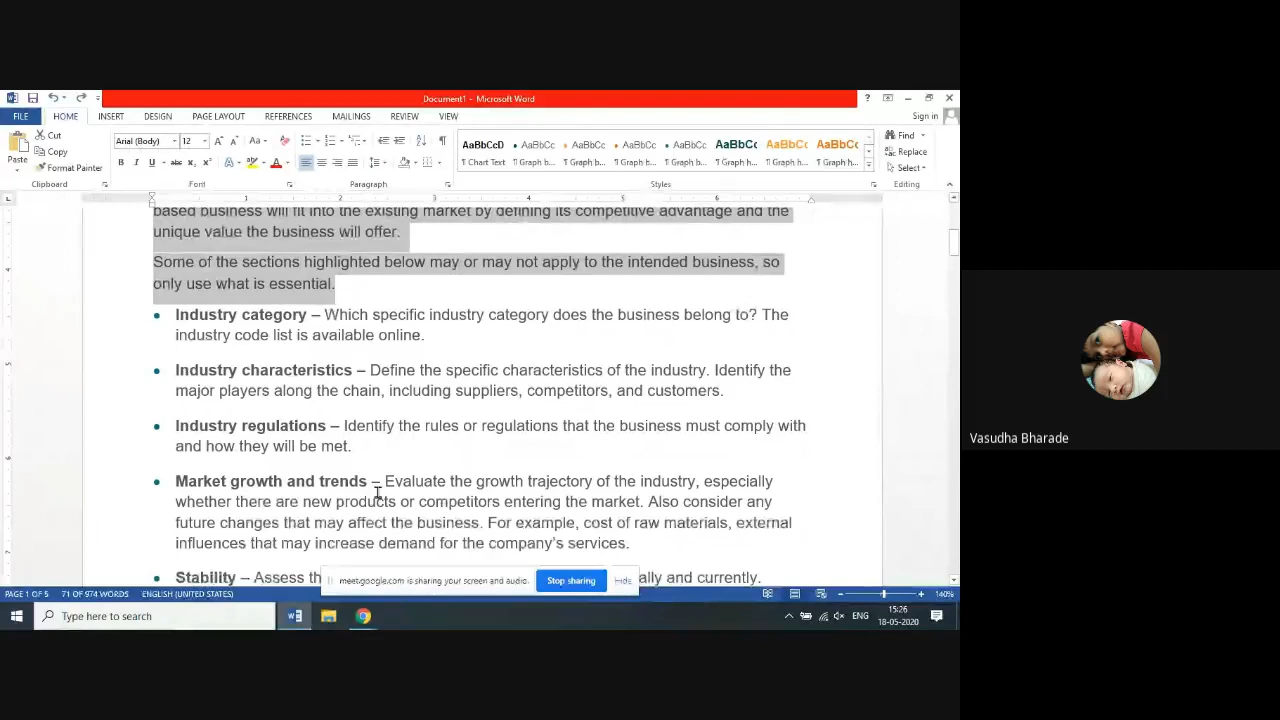 Document1 - Microsoft Word
FILE HOME INSERT DESIGN PAGE LAYOUT REFERENCES MAILINGS REVIEW VIEW Sign in
Paste
Cut
Copy
Format Painter
Clipboard
Arial (Body) 12
Font
Paragraph
AaBbCcD AaBbCc AaBbCc AaBbCc AaBbCc AaBbCc AaBbCc AaBbCc
¶ Chart Text ¶ Graph b... ¶ Graph b... ¶ Graph b... ¶ Graph b... ¶ Graph h... ¶ Graph h... ¶ Graph h...
Styles
Find
Replace
Select
Editing
based business will fit into the existing market by defining its competitive advantage and the
unique value the business will offer.
Some of the sections highlighted below may or may not apply to the intended business, so
only use what is essential.
• Industry category – Which specific industry category does the business belong to? The
industry code list is available online.
• Industry characteristics – Define the specific characteristics of the industry. Identify the
major players along the chain, including suppliers, competitors, and customers.
• Industry regulations – Identify the rules or regulations that the business must comply with
and how they will be met.
• Market growth and trends – Evaluate the growth trajectory of the industry, especially
whether there are new products or competitors entering the market. Also consider any
future changes that may affect the business. For example, cost of raw materials, external
influences that may increase demand for the company's services.
• Stability – Assess th ally and currently.
meet.google.com is sharing your screen and audio. Stop sharing Hide
PAGE 1 OF 5 71 OF 974 WORDS ENGLISH (UNITED STATES) 140%
Type here to search
ENG
15:26
18-05-2020
Vasudha Bharade